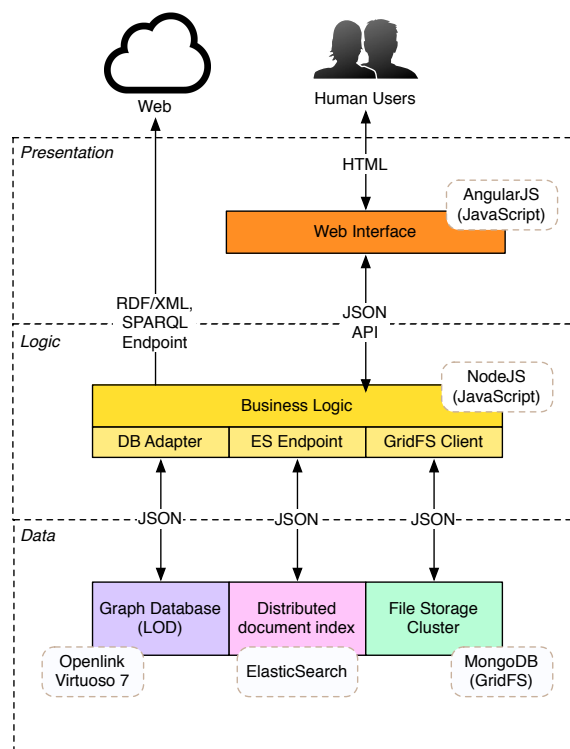 Web
Human Users
Presentation
HTML
AngularJS
(JavaScript)
Web Interface
RDF/XML,
SPARQL
Endpoint
JSON
API
Logic
NodeJS
(JavaScript)
Business Logic
DB Adapter
ES Endpoint
GridFS Client
JSON
JSON
JSON
Data
Graph Database
(LOD)
Distributed
document index
File Storage
Cluster
Openlink
Virtuoso 7
ElasticSearch
MongoDB
(GridFS)